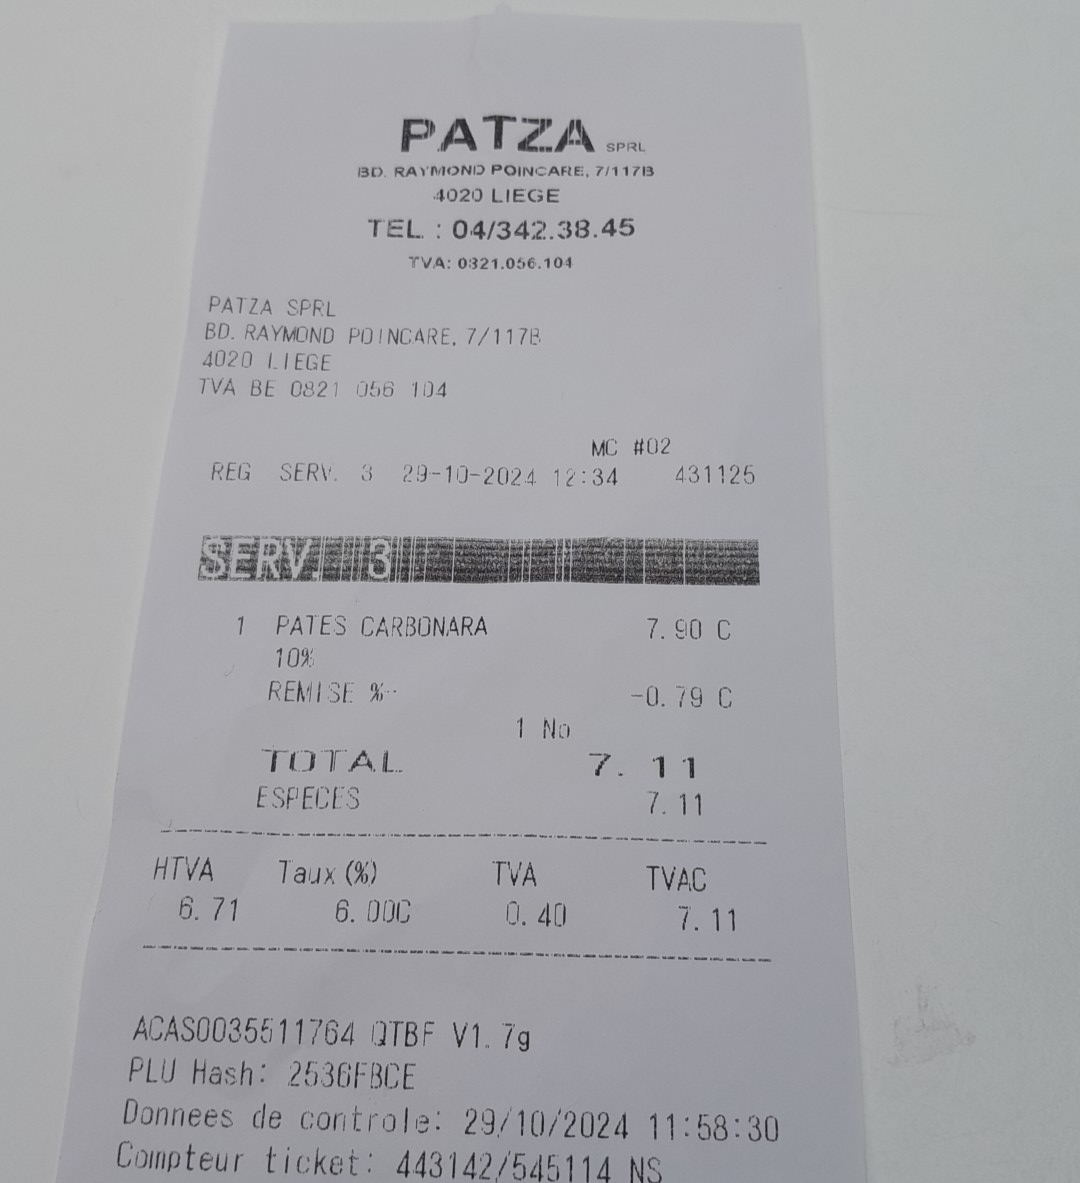 PATZA SPRL
BD. RAYMOND POINCARE, 7/117B
4020 LIEGE
TEL : 04/342.38.45
TVA: 0821.056.104
PATZA SPRL
BD. RAYMOND POINCARE, 7/117B
4020 LIEGE
TVA BE 0821 056 104
MC #02
REG SERV. 3 29-10-2024 12:34 431125
SERV. 3
1 PATES CARBONARA 7.90 C
10%
REMISE % -0.79 C
1 No
TOTAL 7.11
ESPECES 7.11
HTVA Taux (%) TVA TVAC
6.71 6.00C 0.40 7.11
ACAS0035511764 QTBF V1.7g
PLU Hash: 2536FBCE
Donnees de controle: 29/10/2024 11:58:30
Compteur ticket: 443142/545114 NS